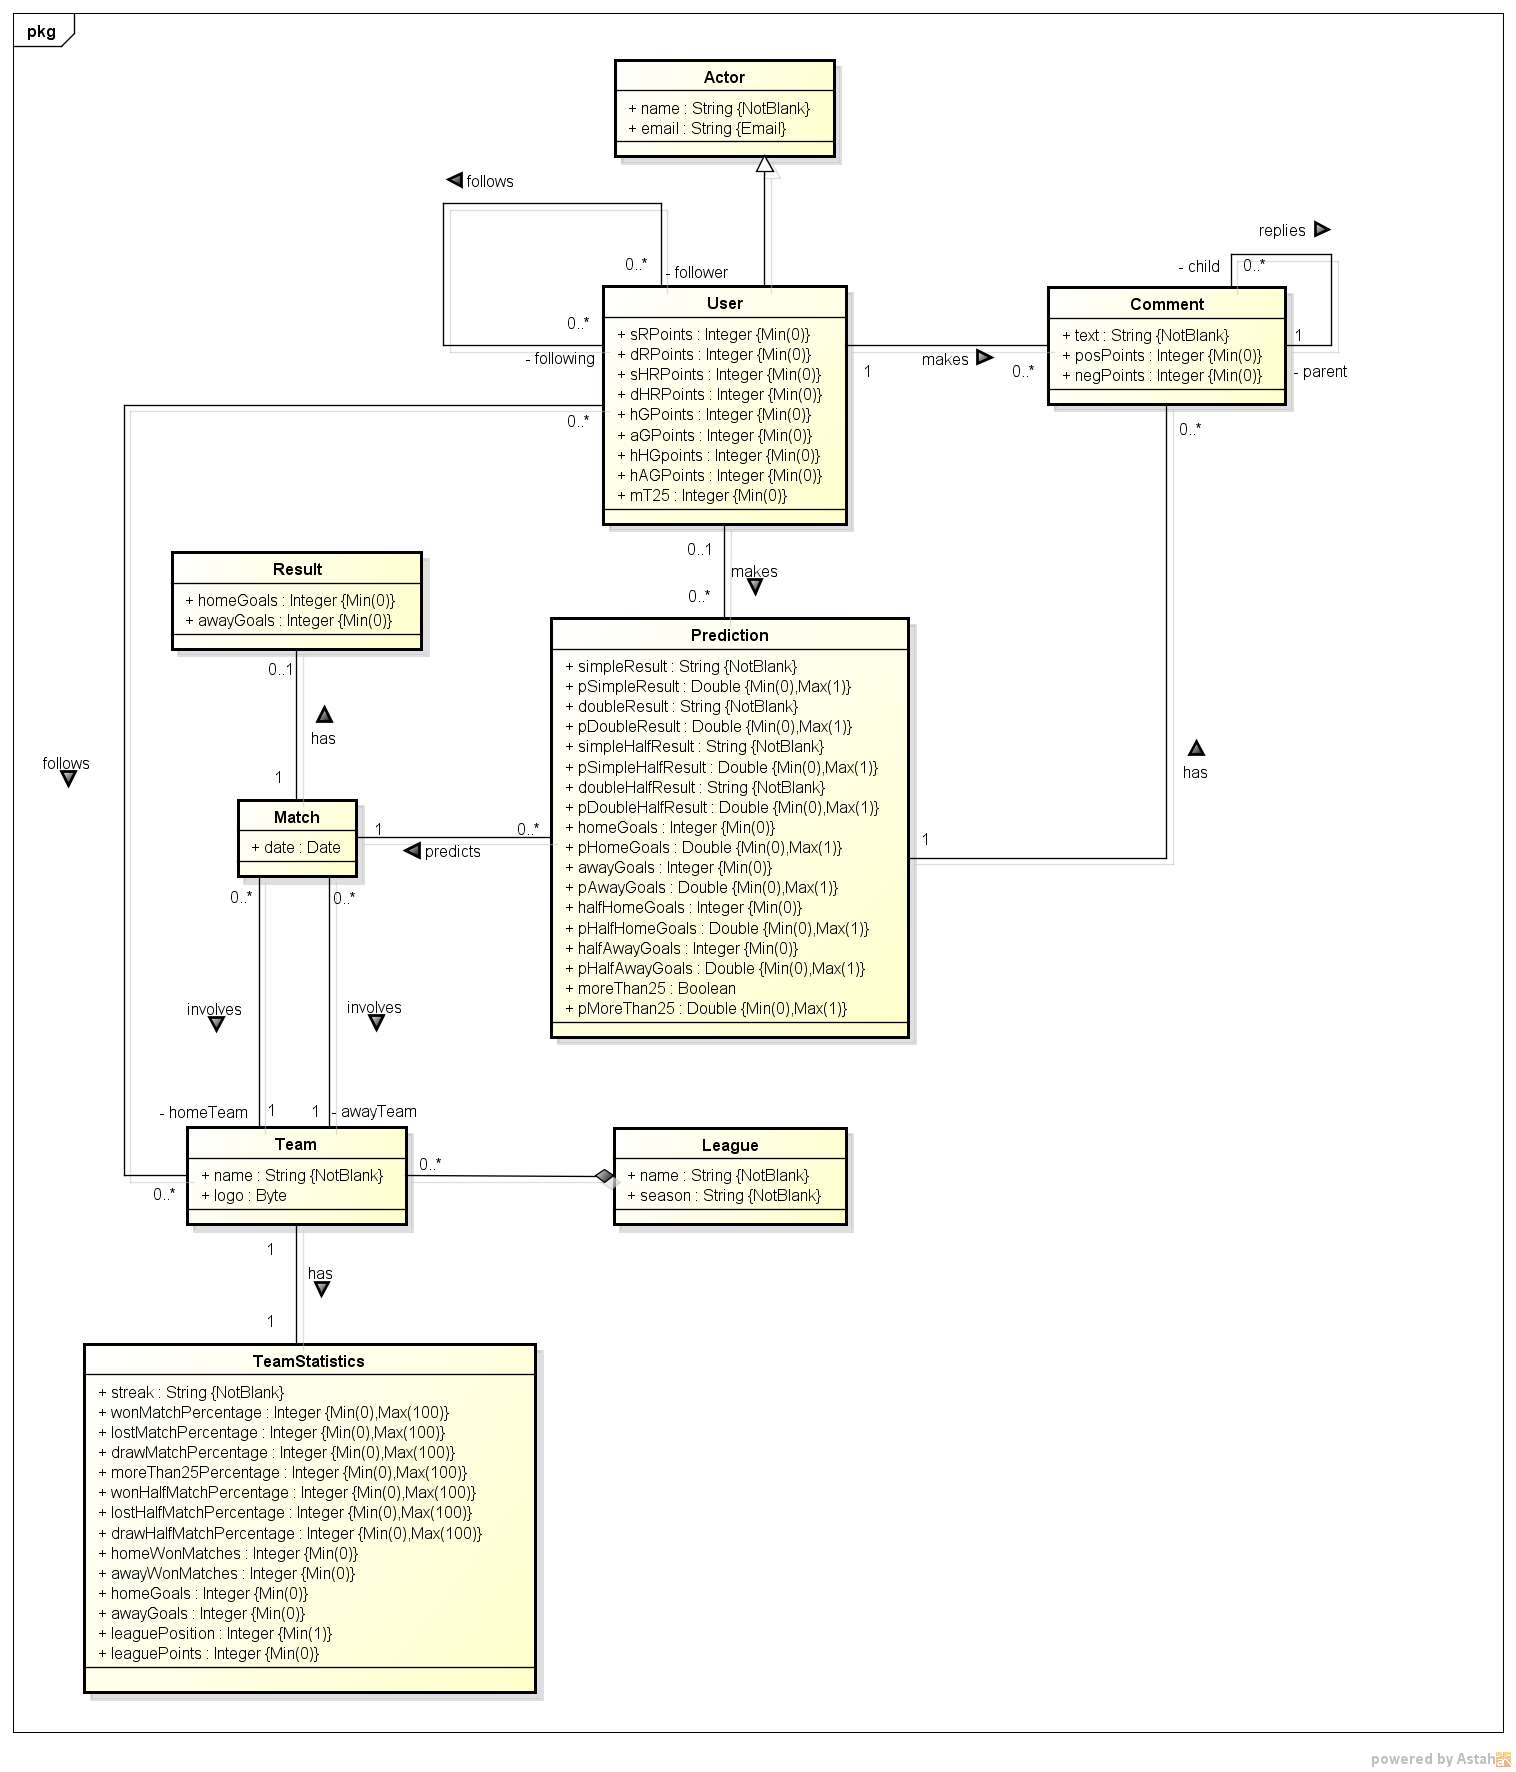 pkg
Actor
+ name : String {NotBlank}
+ email : String {Email}
follows
0..*
- follower
0..*
- following
User
+ sRPoints : Integer {Min(0)}
+ dRPoints : Integer {Min(0)}
+ sHRPoints : Integer {Min(0)}
+ dHRPoints : Integer {Min(0)}
+ hGPoints : Integer {Min(0)}
+ aGPoints : Integer {Min(0)}
+ hHGpoints : Integer {Min(0)}
+ hAGPoints : Integer {Min(0)}
+ mT25 : Integer {Min(0)}
0..*
makes
1
0..*
replies
- child
0..*
Comment
+ text : String {NotBlank}
+ posPoints : Integer {Min(0)}
+ negPoints : Integer {Min(0)}
1
- parent
0..*
0..1
makes
0..*
Result
+ homeGoals : Integer {Min(0)}
+ awayGoals : Integer {Min(0)}
0..1
has
1
follows
Prediction
+ simpleResult : String {NotBlank}
+ pSimpleResult : Double {Min(0),Max(1)}
+ doubleResult : String {NotBlank}
+ pDoubleResult : Double {Min(0),Max(1)}
+ simpleHalfResult : String {NotBlank}
+ pSimpleHalfResult : Double {Min(0),Max(1)}
+ doubleHalfResult : String {NotBlank}
+ pDoubleHalfResult : Double {Min(0),Max(1)}
+ homeGoals : Integer {Min(0)}
+ pHomeGoals : Double {Min(0),Max(1)}
+ awayGoals : Integer {Min(0)}
+ pAwayGoals : Double {Min(0),Max(1)}
+ halfHomeGoals : Integer {Min(0)}
+ pHalfHomeGoals : Double {Min(0),Max(1)}
+ halfAwayGoals : Integer {Min(0)}
+ pHalfAwayGoals : Double {Min(0),Max(1)}
+ moreThan25 : Boolean
+ pMoreThan25 : Double {Min(0),Max(1)}
has
1
Match
+ date : Date
1
0..*
predicts
0..*
0..*
involves
involves
- homeTeam
1
1
- awayTeam
Team
+ name : String {NotBlank}
+ logo : Byte
0..*
0..*
League
+ name : String {NotBlank}
+ season : String {NotBlank}
1
has
1
TeamStatistics
+ streak : String {NotBlank}
+ wonMatchPercentage : Integer {Min(0),Max(100)}
+ lostMatchPercentage : Integer {Min(0),Max(100)}
+ drawMatchPercentage : Integer {Min(0),Max(100)}
+ moreThan25Percentage : Integer {Min(0),Max(100)}
+ wonHalfMatchPercentage : Integer {Min(0),Max(100)}
+ lostHalfMatchPercentage : Integer {Min(0),Max(100)}
+ drawHalfMatchPercentage : Integer {Min(0),Max(100)}
+ homeWonMatches : Integer {Min(0)}
+ awayWonMatches : Integer {Min(0)}
+ homeGoals : Integer {Min(0)}
+ awayGoals : Integer {Min(0)}
+ leaguePosition : Integer {Min(1)}
+ leaguePoints : Integer {Min(0)}
powered by Astah